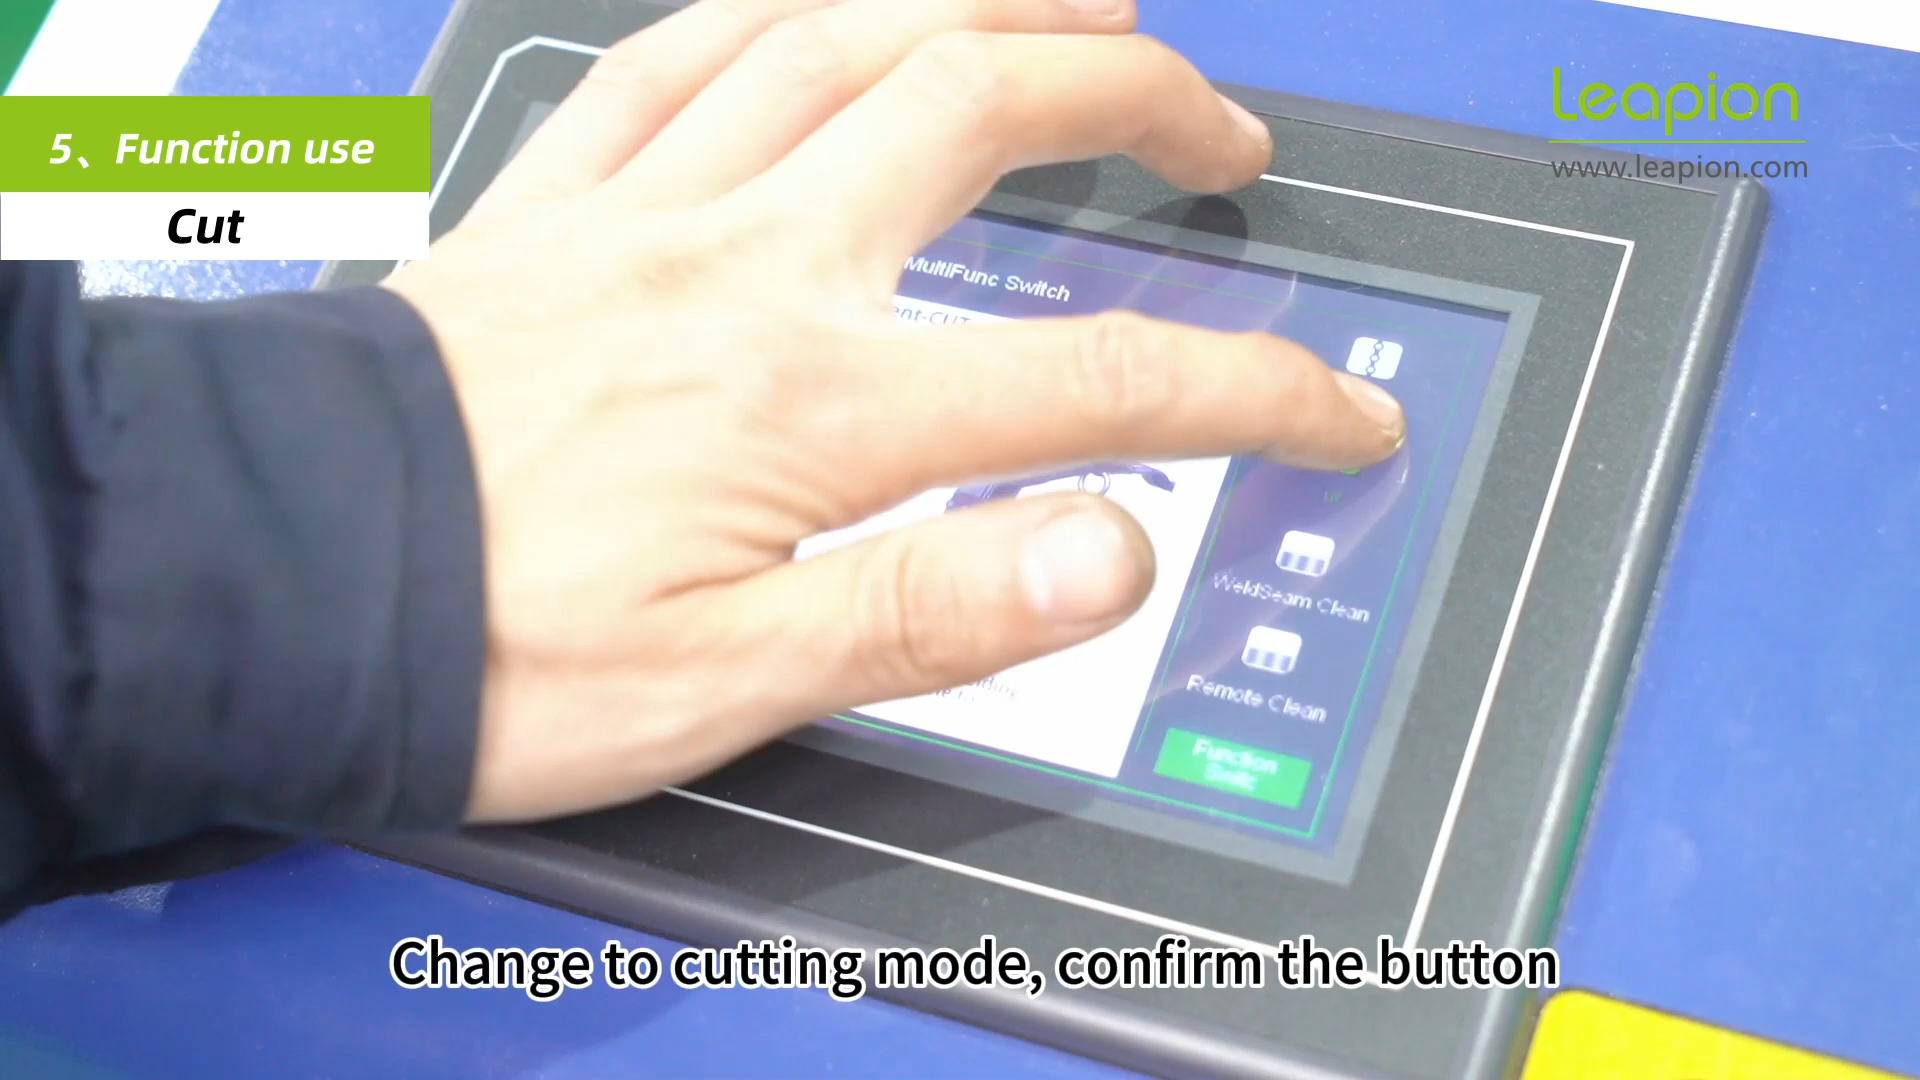 5、Function use
Cut
Leapion
www.leapion.com
MultiFunc Switch
WeldSeam Clean
Remote Clean
Function
Change to cutting mode, confirm the button